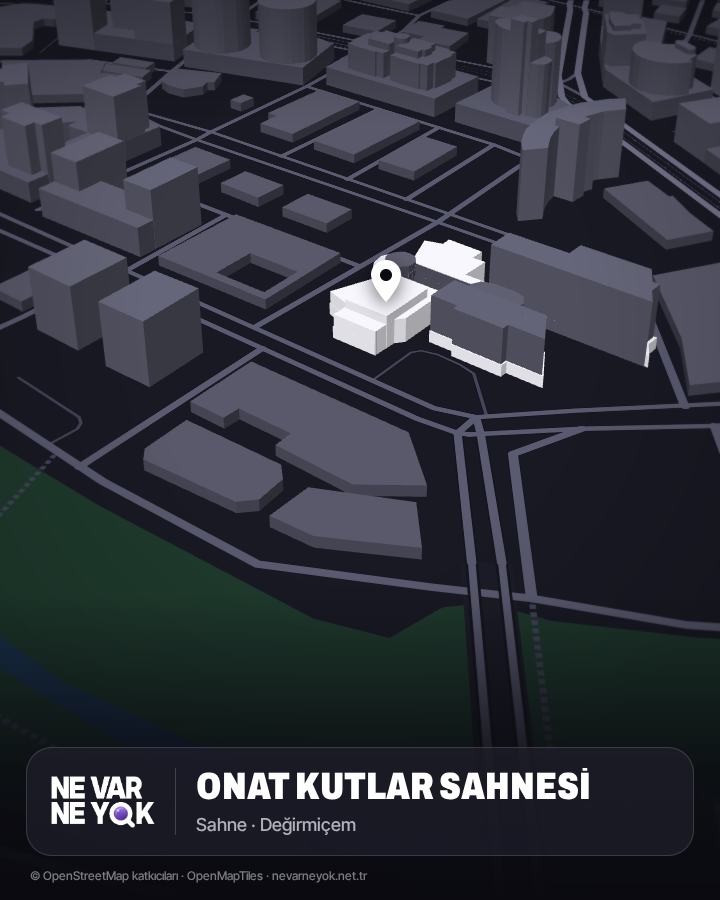 NE VAR
NE YOK
ONAT KUTLAR SAHNESİ
Sahne · Değirmiçem
© OpenStreetMap katkıcıları · OpenMapTiles · nevarneyok.net.tr